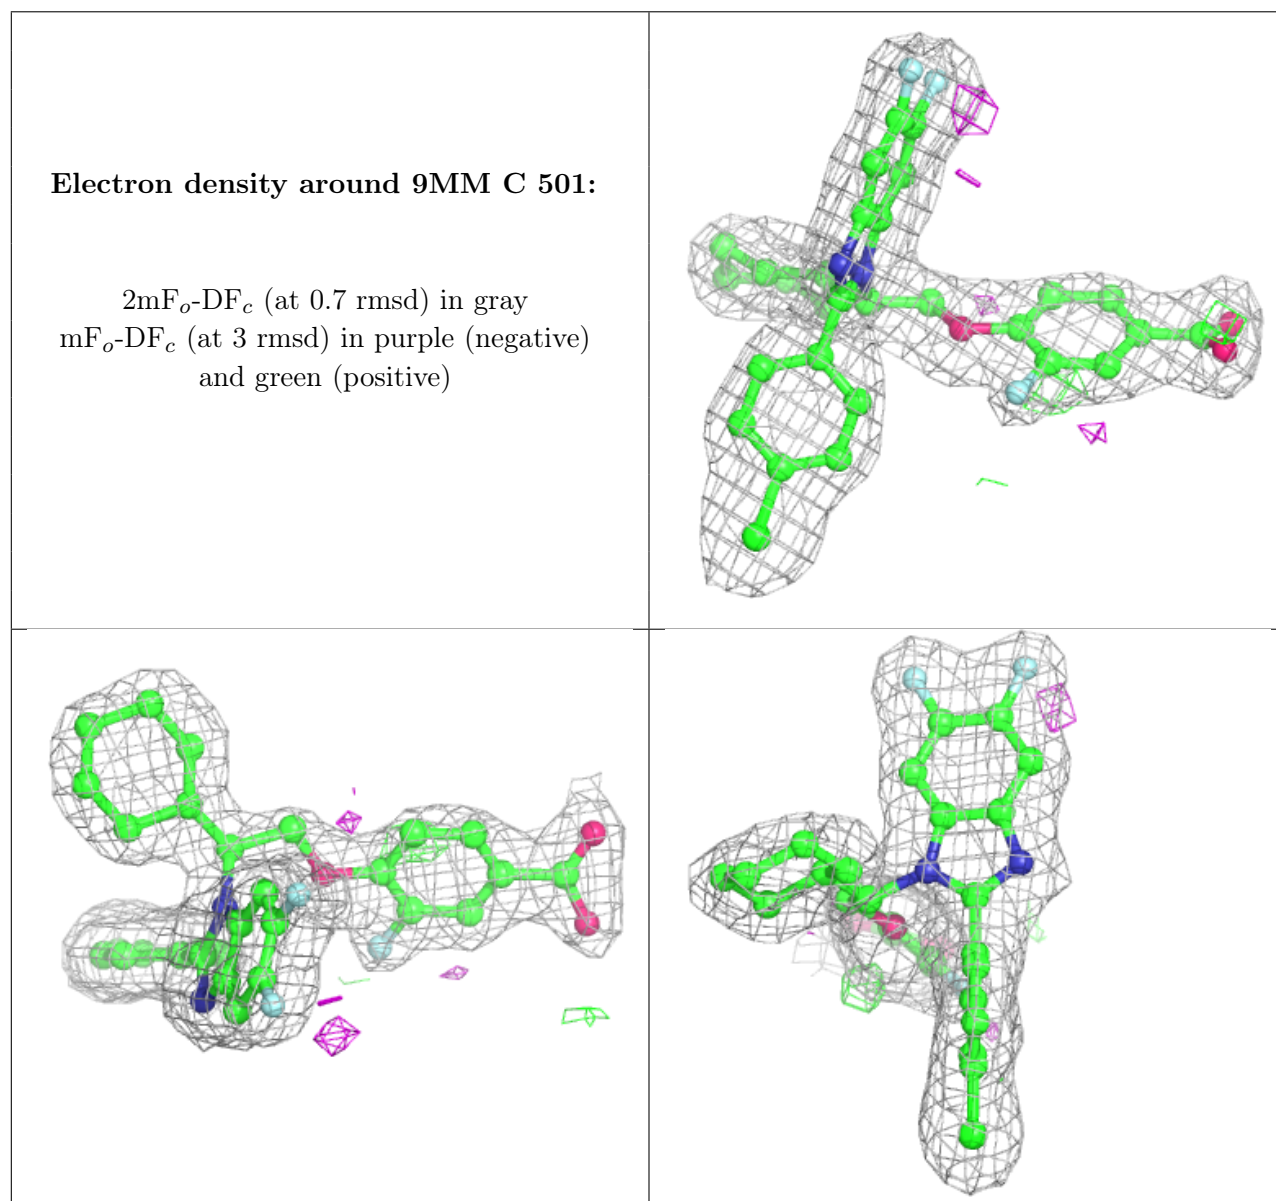 Electron density around 9MM C 501:
2mFₒ-DF𝒸 (at 0.7 rmsd) in gray
mFₒ-DF𝒸 (at 3 rmsd) in purple (negative)
and green (positive)